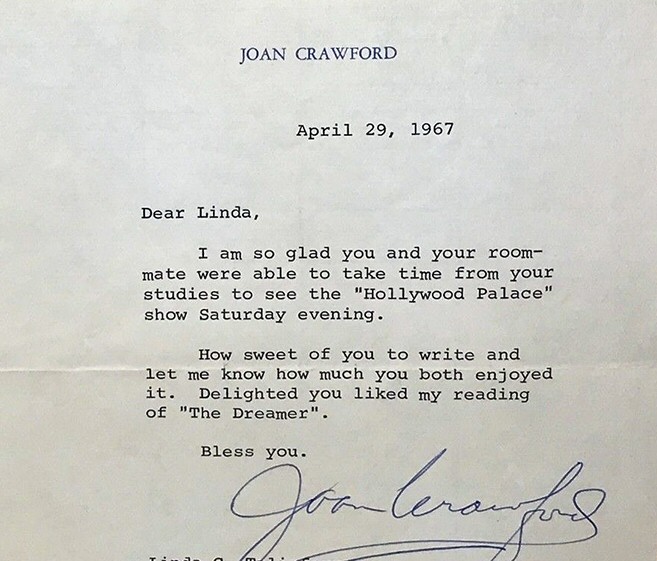 JOAN CRAWFORD
April 29, 1967
Dear Linda,
I am so glad you and your room-
mate were able to take time from your
studies to see the "Hollywood Palace"
show Saturday evening.
How sweet of you to write and
let me know how much you both enjoyed
it. Delighted you liked my reading
of "The Dreamer".
Bless you.
Joan Crawford
Linda